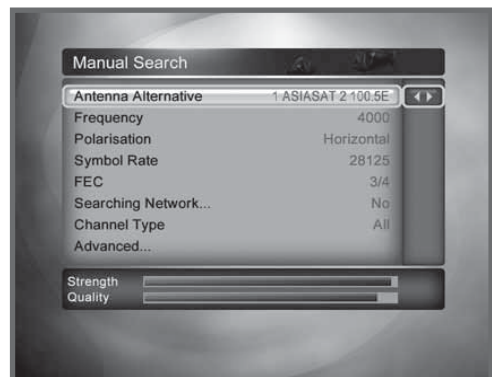 Manual Search
Antenna Alternative 1 ASIASAT 2 100.5E
Frequency 4000
Polarisation Horizontal
Symbol Rate 28125
FEC 3/4
Searching Network... No
Channel Type All
Advanced...
Strength
Quality